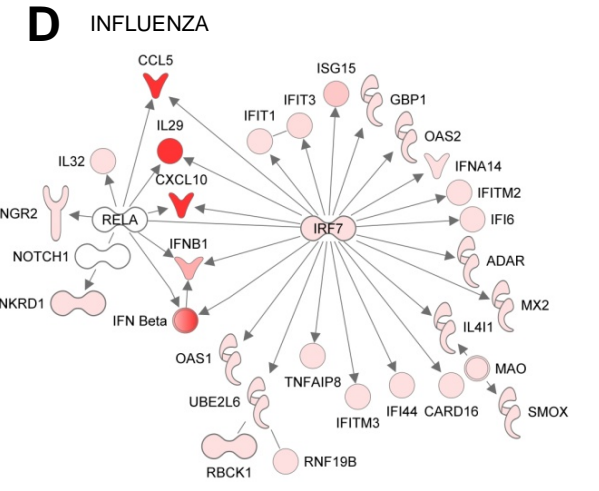 D INFLUENZA
CCL5
ISG15
GBP1
IFIT3
IFIT1
IL29
OAS2
IL32
IFNA14
CXCL10
IFITM2
NGR2
RELA
IRF7
IFI6
NOTCH1
IFNB1
ADAR
NKRD1
MX2
IFN Beta
IL4I1
OAS1
TNFAIP8
MAO
UBE2L6
IFITM3
IFI44
CARD16
SMOX
RBCK1
RNF19B